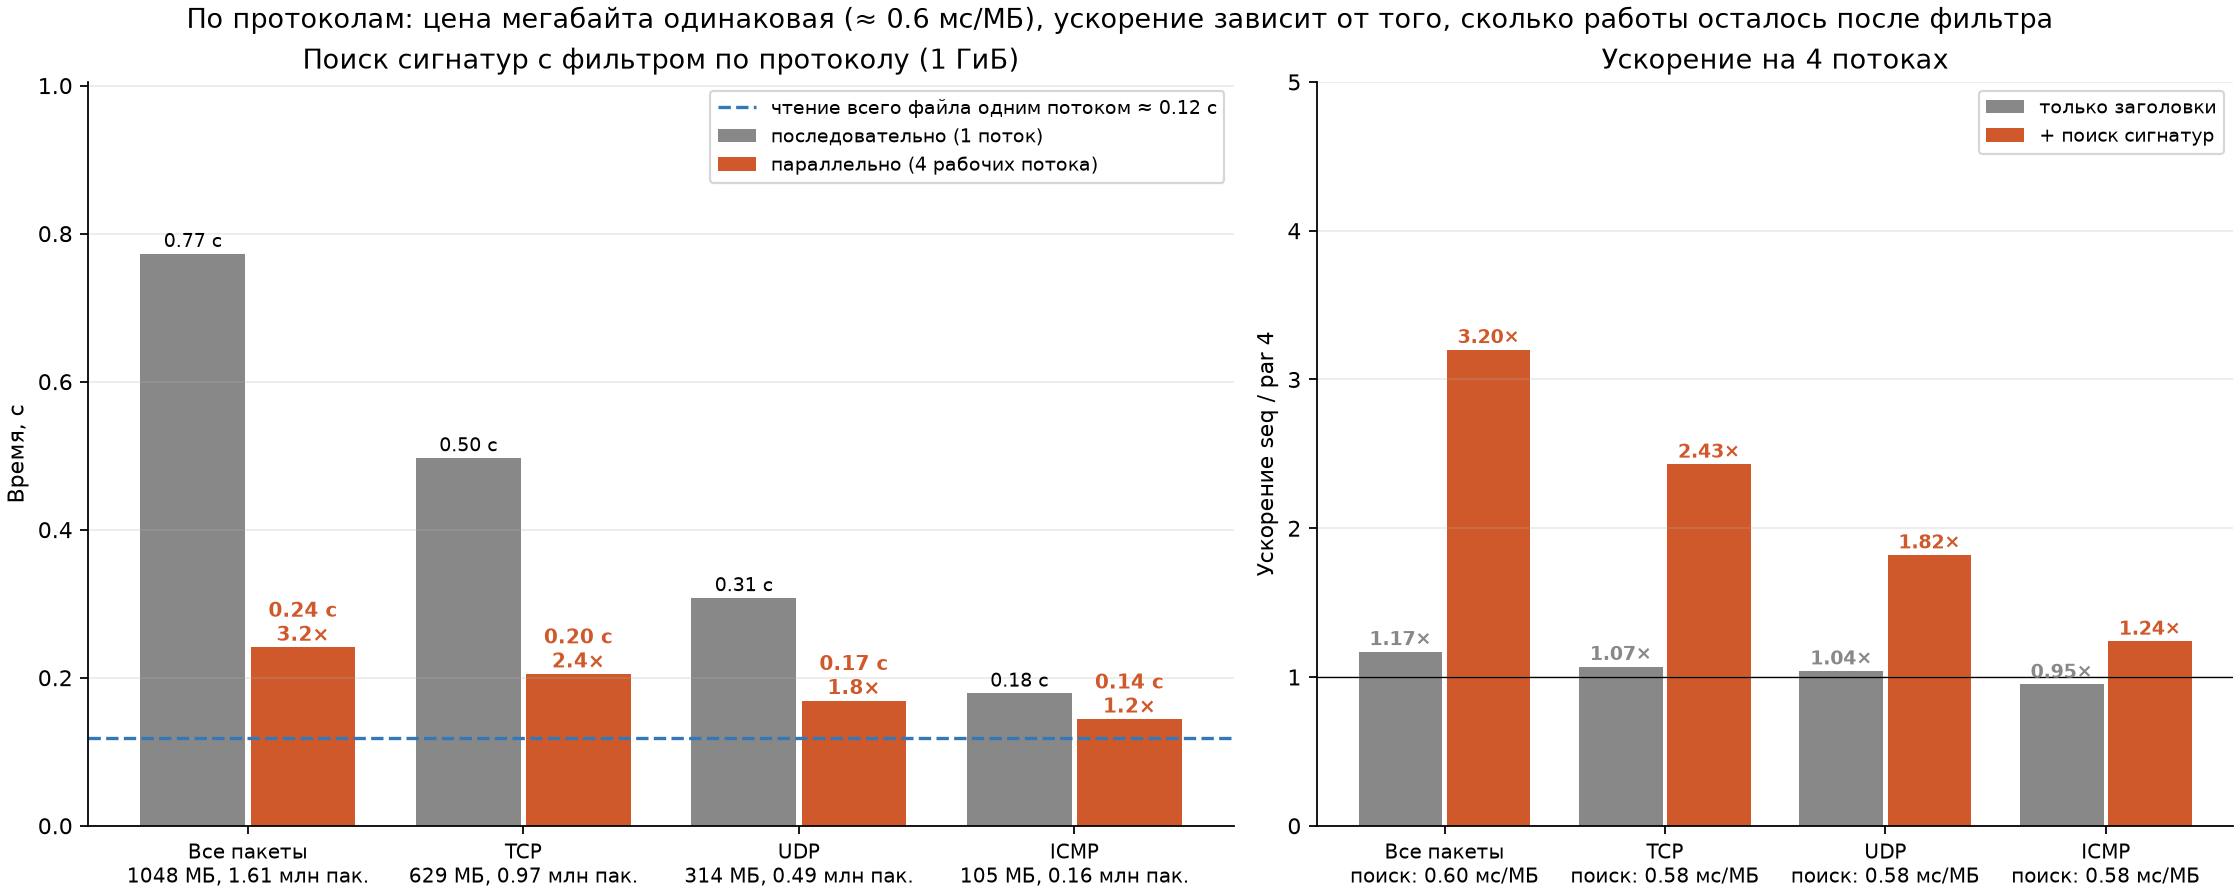 По протоколам: цена мегабайта одинаковая (≈ 0.6 мс/МБ), ускорение зависит от того, сколько работы осталось после фильтра
Поиск сигнатур с фильтром по протоколу (1 ГиБ)
чтение всего файла одним потоком ≈ 0.12 с
последовательно (1 поток)
параллельно (4 рабочих потока)
Время, с
1.0
0.8
0.6
0.4
0.2
0.0
0.77 с
0.24 с
3.2×
0.50 с
0.20 с
2.4×
0.31 с
0.17 с
1.8×
0.18 с
0.14 с
1.2×
Все пакеты
1048 МБ, 1.61 млн пак.
TCP
629 МБ, 0.97 млн пак.
UDP
314 МБ, 0.49 млн пак.
ICMP
105 МБ, 0.16 млн пак.
Ускорение на 4 потоках
только заголовки
+ поиск сигнатур
Ускорение seq / par 4
5
4
3
2
1
0
1.17×
3.20×
1.07×
2.43×
1.04×
1.82×
0.95×
1.24×
Все пакеты
поиск: 0.60 мс/МБ
TCP
поиск: 0.58 мс/МБ
UDP
поиск: 0.58 мс/МБ
ICMP
поиск: 0.58 мс/МБ